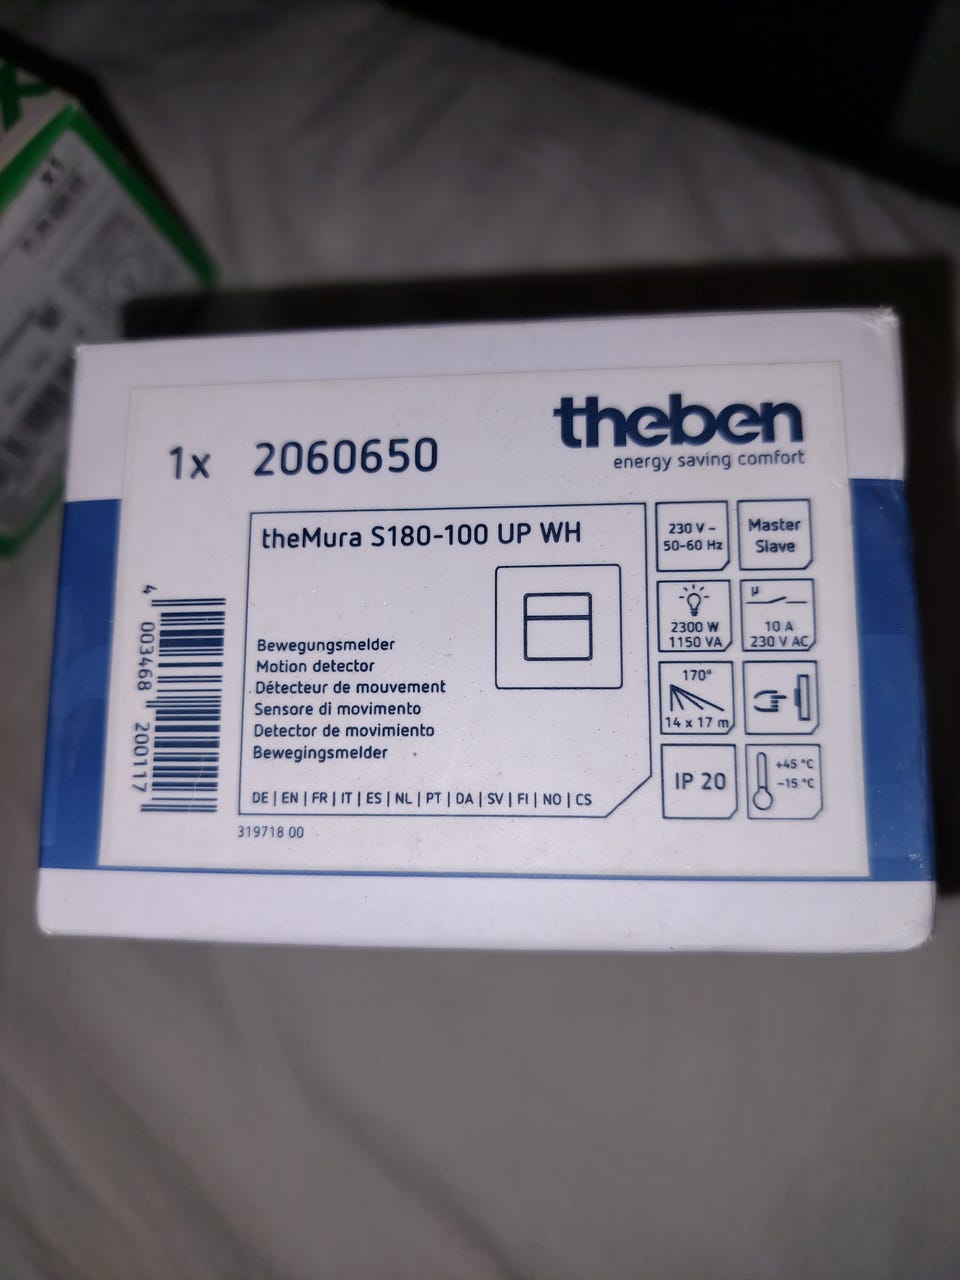 x1
theben
energy saving comfort
1x 2060650
theMura S180-100 UP WH
Bewegungsmelder
Motion detector
Détecteur de mouvement
Sensore di movimento
Detector de movimiento
Bewegingsmelder
DE | EN | FR | IT | ES | NL | PT | DA | SV | FI | NO | CS
319718 00
4 003468 200117
230 V ~
50-60 Hz
Master
Slave
2300 W
1150 VA
µ
10 A
230 V AC
170°
14 x 17 m
IP 20
+45 °C
-15 °C